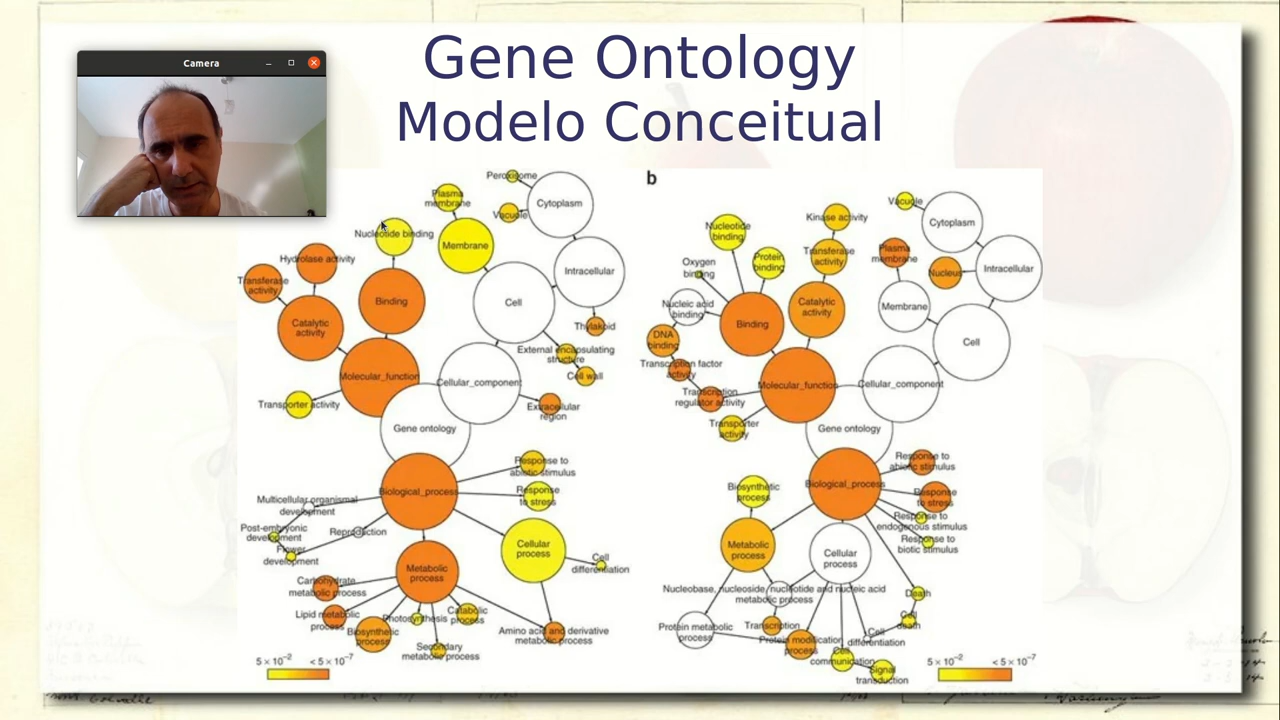 Camera
Gene Ontology
Modelo Conceitual
Peroxisome
Plasma
membrane
Vacuole
Cytoplasm
Nucleotide binding
Membrane
Hydrolase activity
Intracellular
Transferase
activity
Binding
Cell
Catalytic
activity
Thylakoid
External encapsulating
structure
Cell wall
Molecular_function
Cellular_component
Transporter activity
Extracellular
region
Gene ontology
Response to
abiotic stimulus
Biological_process
Response
to stress
Multicellular organismal
development
Post-embryonic
development
Reproduction
Flower
development
Cellular
process
Cell
differentiation
Metabolic
process
Carbohydrate
metabolic process
Lipid metabolic
process
Photosynthesis
Catabolic
process
Biosynthetic
process
Secondary
metabolic process
Amino acid and derivative
metabolic process
5 × 10⁻² < 5 × 10⁻⁷
b
Vacuole
Kinase activity
Cytoplasm
Nucleotide
binding
Transferase
activity
Plasma
membrane
Protein
binding
Oxygen
binding
Nucleus
Intracellular
Nucleic acid
binding
Catalytic
activity
Membrane
Binding
DNA
binding
Cell
Transcription factor
activity
Molecular_function
Cellular_component
Transcription
regulator activity
Transporter
activity
Gene ontology
Response to
abiotic stimulus
Biosynthetic
process
Biological_process
Response
to stress
Response to
endogenous stimulus
Response to
biotic stimulus
Metabolic
process
Cellular
process
Nucleobase, nucleoside, nucleotide and nucleic acid
metabolic process
Death
Cell
death
Protein metabolic
process
Transcription
Protein modification
process
Cell
differentiation
Cell
communication
Signal
transduction
5 × 10⁻² < 5 × 10⁻⁷